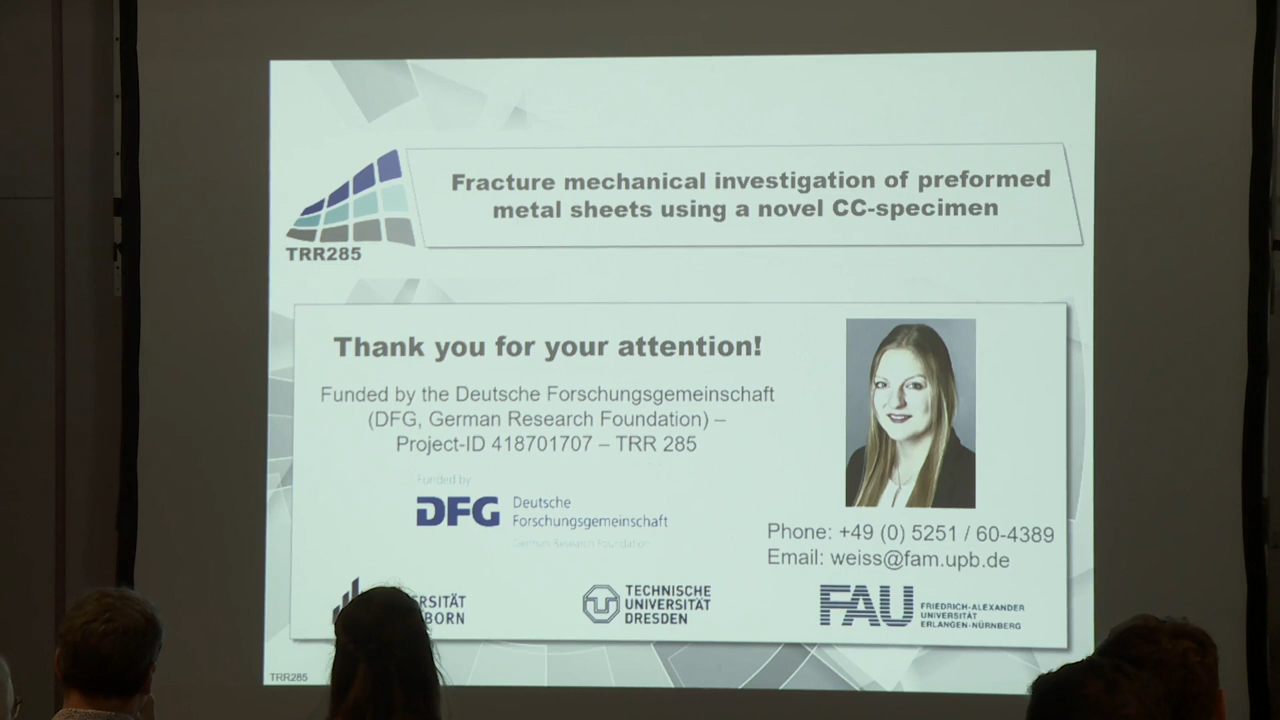 Fracture mechanical investigation of preformed
metal sheets using a novel CC-specimen
TRR285
Thank you for your attention!
Funded by the Deutsche Forschungsgemeinschaft
(DFG, German Research Foundation) –
Project-ID 418701707 – TRR 285
Funded by
DFG Deutsche
Forschungsgemeinschaft
German Research Foundation
Phone: +49 (0) 5251 / 60-4389
Email: weiss@fam.upb.de
RSITÄT
BORN
TECHNISCHE
UNIVERSITÄT
DRESDEN
FAU FRIEDRICH-ALEXANDER
UNIVERSITÄT
ERLANGEN-NÜRNBERG
TRR285